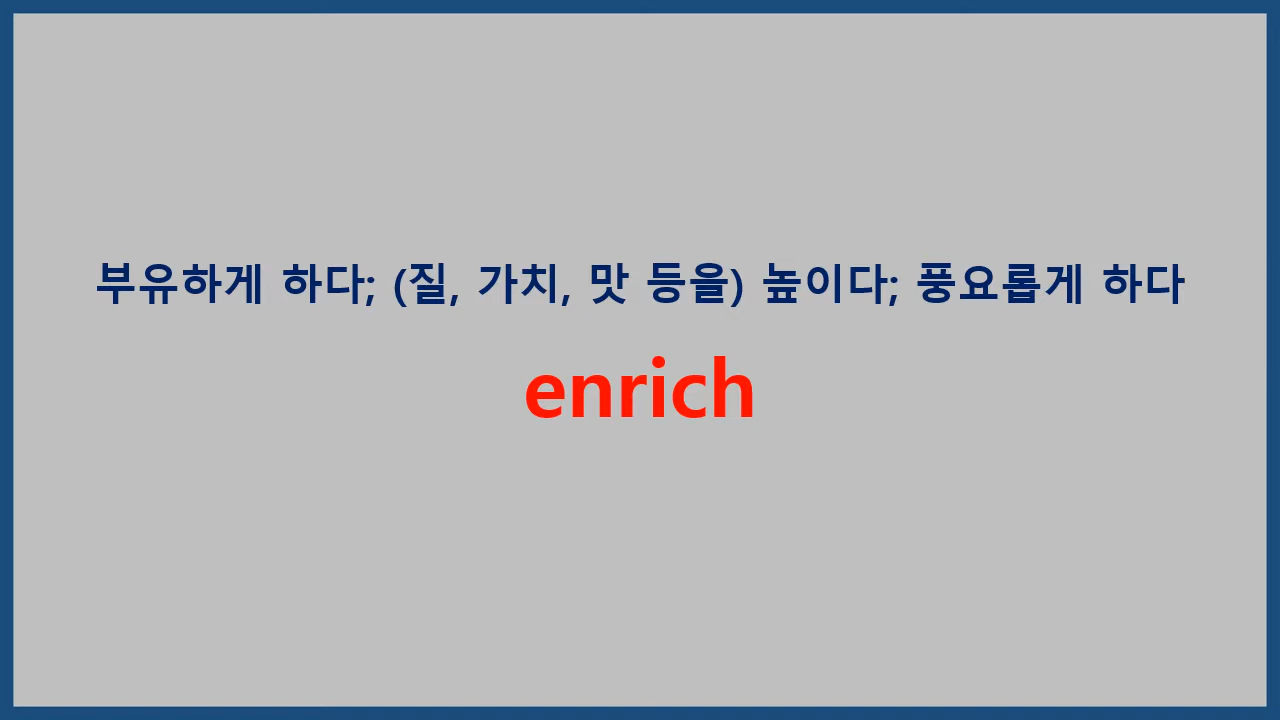 부유하게 하다; (질, 가치, 맛 등을) 높이다; 풍요롭게 하다
enrich